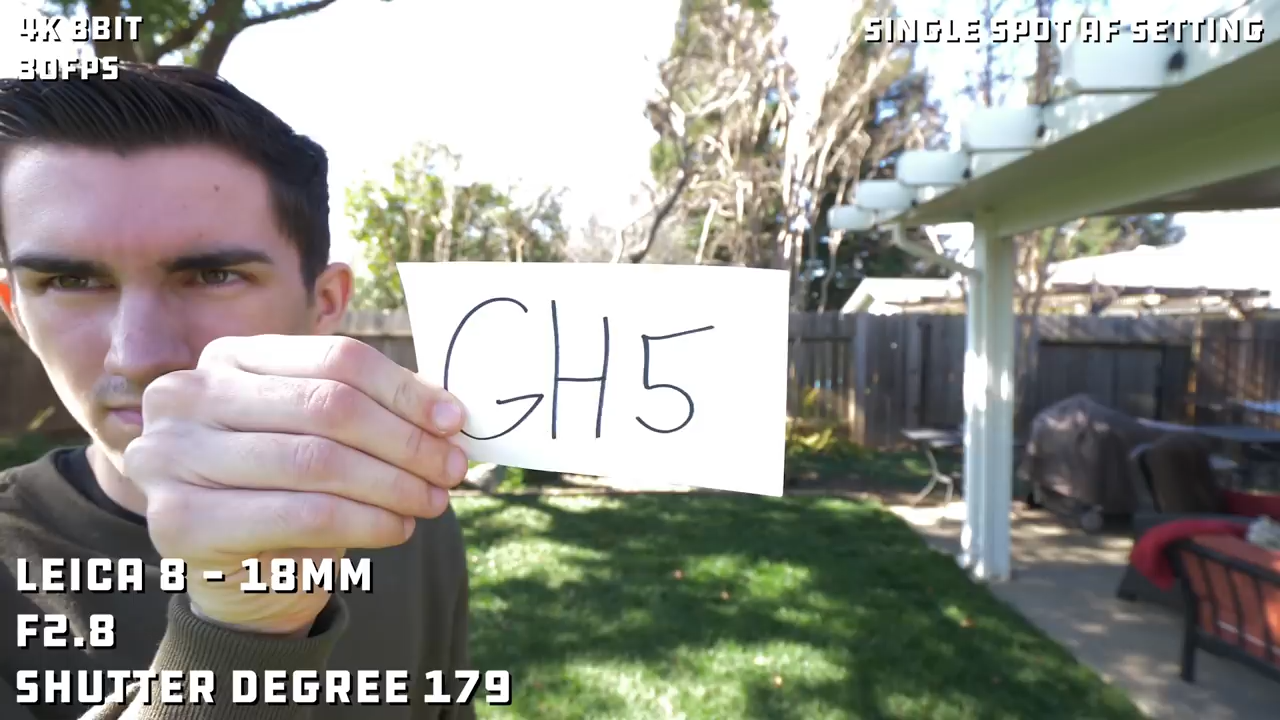 4K 8BIT
30FPS
SINGLE SPOT AF SETTING
GH5
LEICA 8 - 18MM
F2.8
SHUTTER DEGREE 179